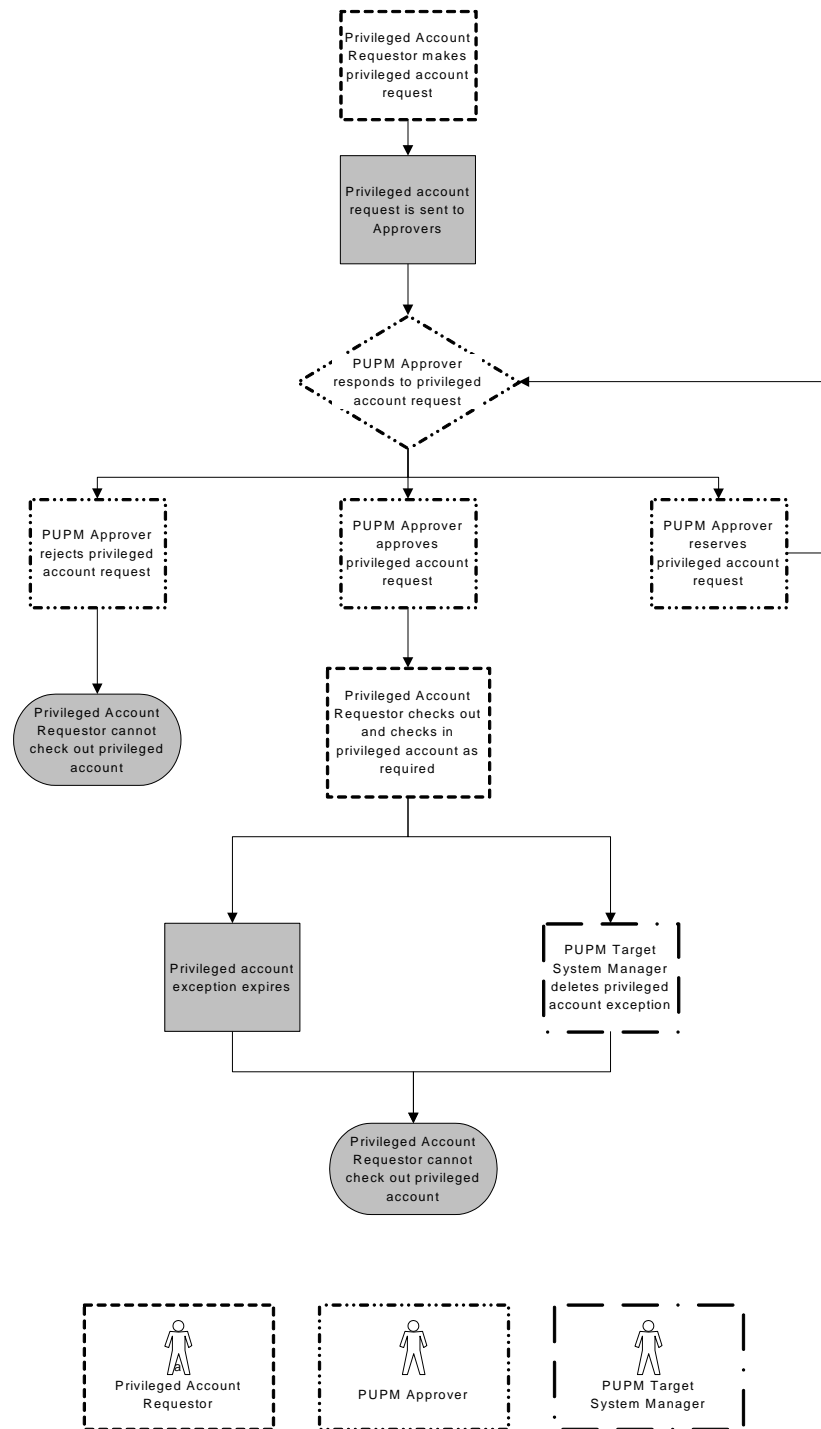 Privileged Account
Requestor makes
privileged account
request
Privileged account
request is sent to
Approvers
PUPM Approver
responds to privileged
account request
PUPM Approver
rejects privileged
account request
PUPM Approver
approves
privileged account
request
PUPM Approver
reserves
privileged account
request
Privileged Account
Requestor cannot
check out privileged
account
Privileged Account
Requestor checks out
and checks in
privileged account as
required
Privileged account
exception expires
PUPM Target
System Manager
deletes privileged
account exception
Privileged Account
Requestor cannot
check out privileged
account
a
Privileged Account
Requestor
PUPM Approver
PUPM Target
System Manager